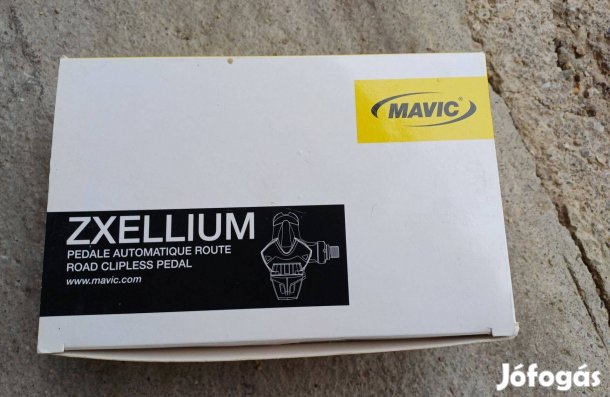 MAVIC®
ZXELLIUM
PEDALE AUTOMATIQUE ROUTE
ROAD CLIPLESS PEDAL
www.mavic.com
Jófogás